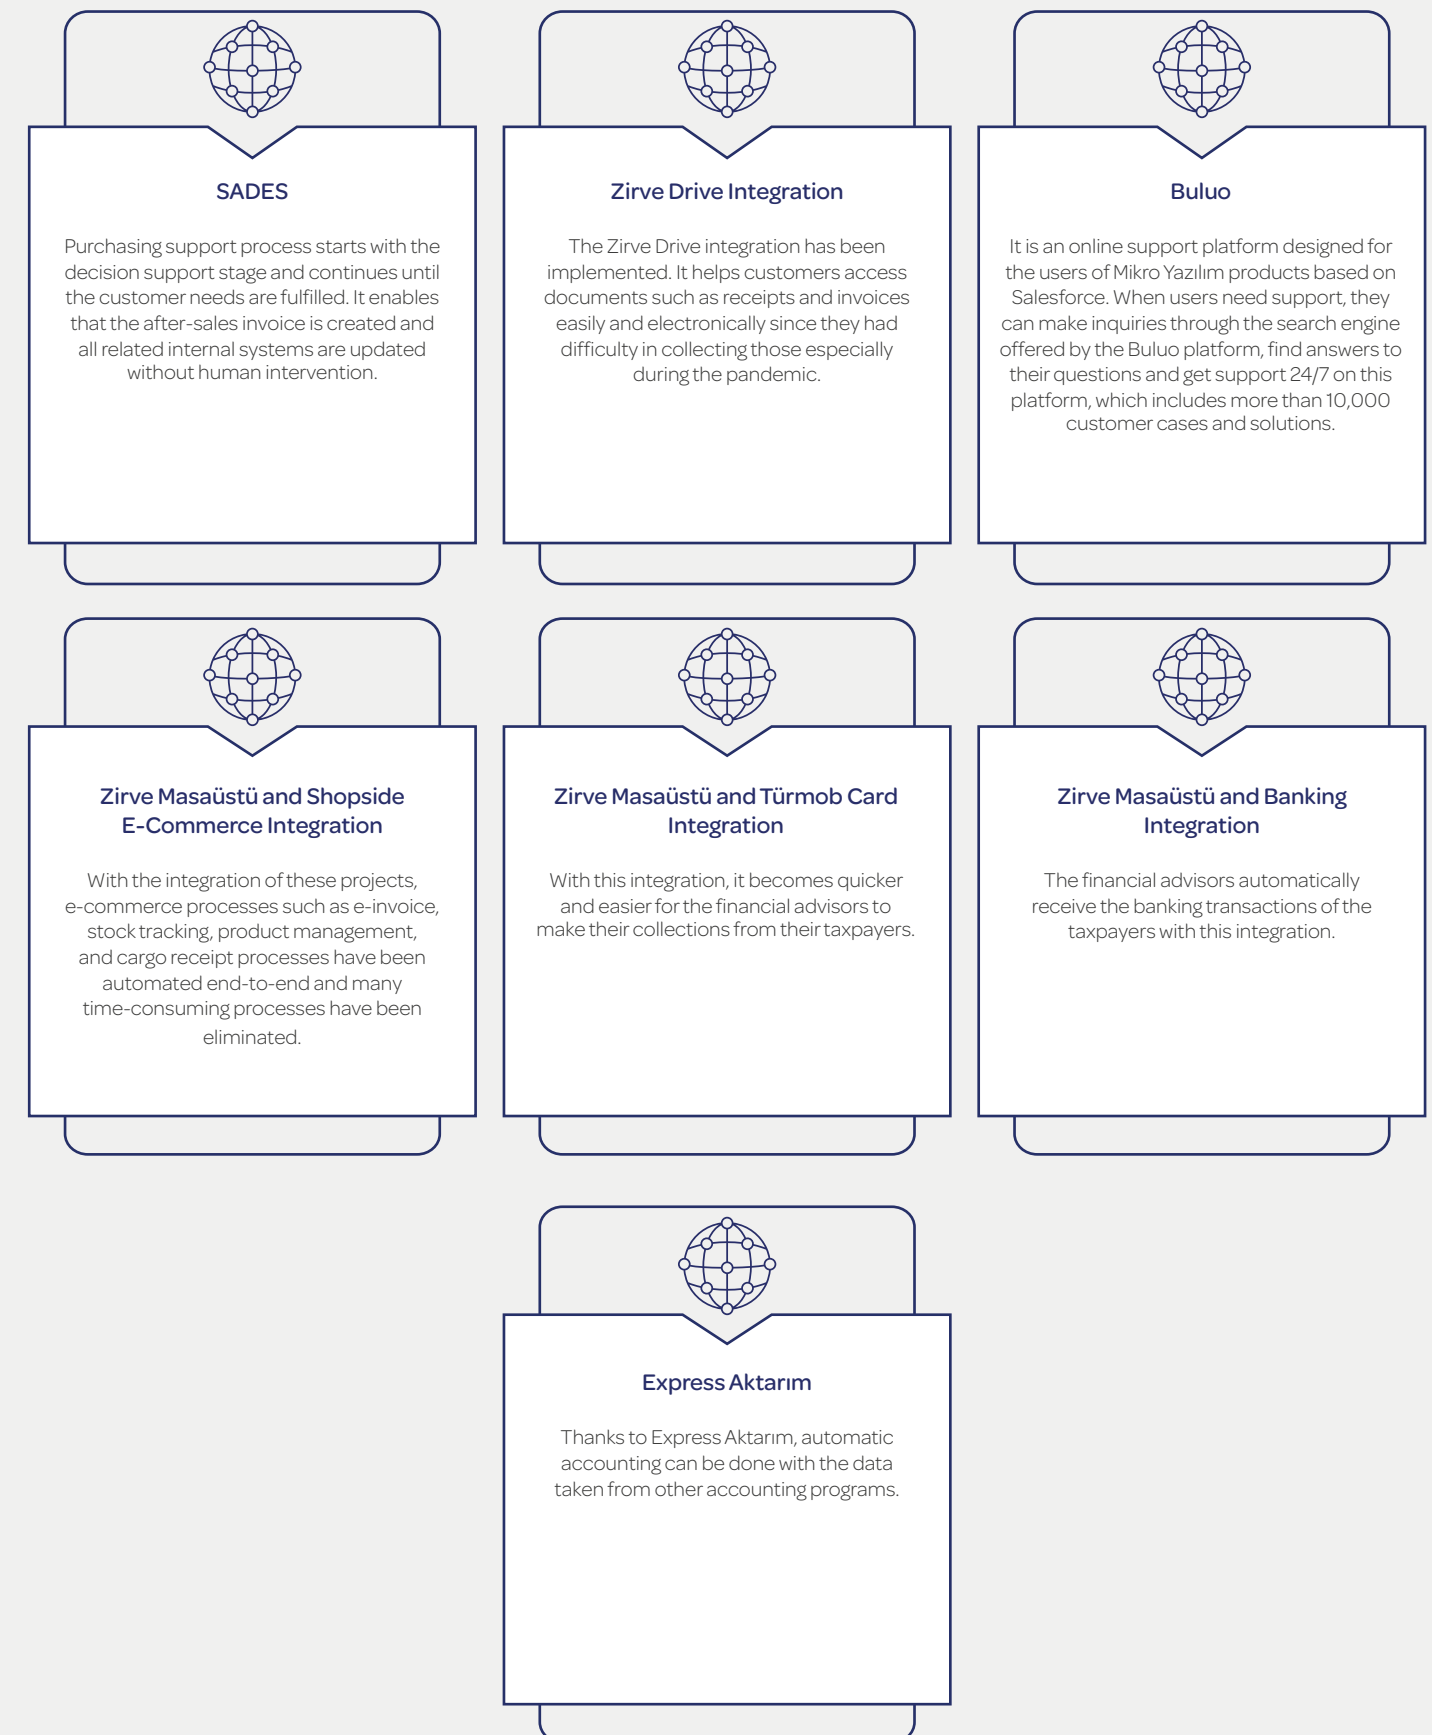 SADES
Purchasing support process starts with the
decision support stage and continues until
the customer needs are fulfilled. It enables
that the after-sales invoice is created and
all related internal systems are updated
without human intervention.
Zirve Drive Integration
The Zirve Drive integration has been
implemented. It helps customers access
documents such as receipts and invoices
easily and electronically since they had
difficulty in collecting those especially
during the pandemic.
Buluo
It is an online support platform designed for
the users of Mikro Yazılım products based on
Salesforce. When users need support, they
can make inquiries through the search engine
offered by the Buluo platform, find answers to
their questions and get support 24/7 on this
platform, which includes more than 10,000
customer cases and solutions.
Zirve Masaüstü and Shopside
E-Commerce Integration
With the integration of these projects,
e-commerce processes such as e-invoice,
stock tracking, product management,
and cargo receipt processes have been
automated end-to-end and many
time-consuming processes have been
eliminated.
Zirve Masaüstü and Türmob Card
Integration
With this integration, it becomes quicker
and easier for the financial advisors to
make their collections from their taxpayers.
Zirve Masaüstü and Banking
Integration
The financial advisors automatically
receive the banking transactions of the
taxpayers with this integration.
Express Aktarım
Thanks to Express Aktarım, automatic
accounting can be done with the data
taken from other accounting programs.